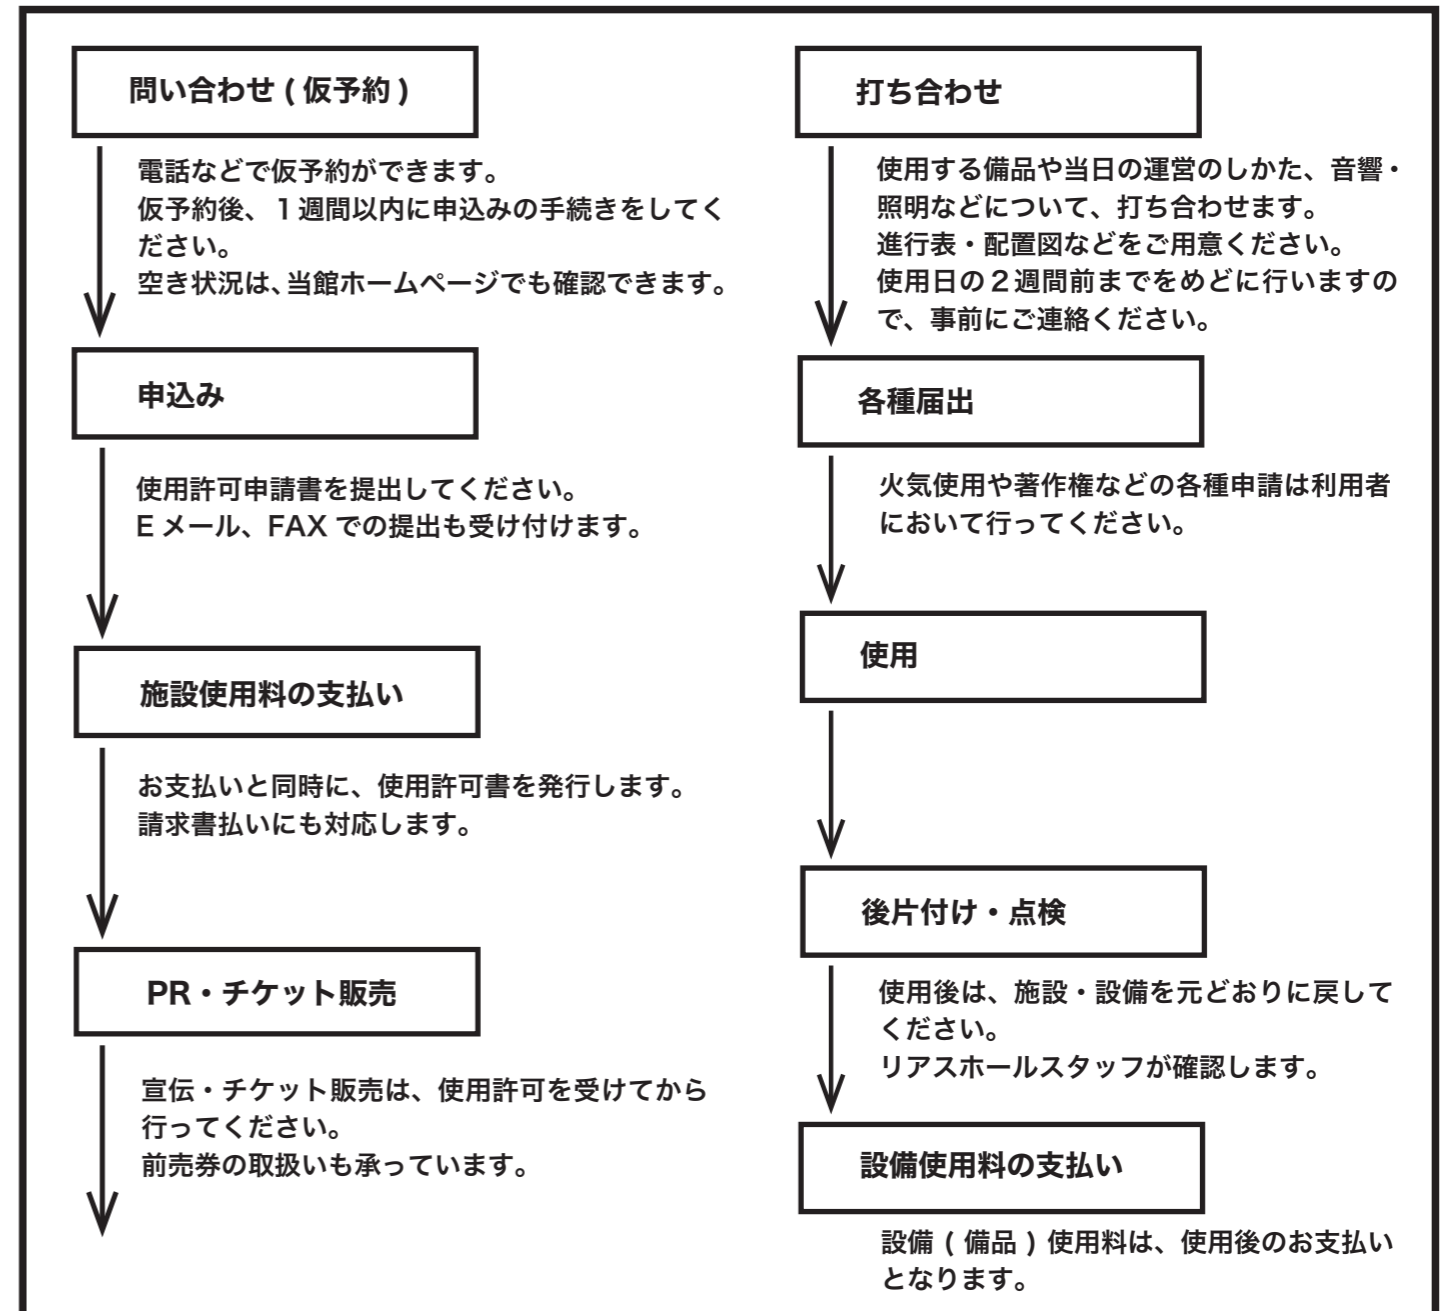 問い合わせ ( 仮予約 )
電話などで仮予約ができます。
仮予約後、１週間以内に申込みの手続きをしてく
ださい。
空き状況は、当館ホームページでも確認できます。
申込み
使用許可申請書を提出してください。
E メール、FAX での提出も受け付けます。
施設使用料の支払い
お支払いと同時に、使用許可書を発行します。
請求書払いにも対応します。
PR・チケット販売
宣伝・チケット販売は、使用許可を受けてから
行ってください。
前売券の取扱いも承っています。
打ち合わせ
使用する備品や当日の運営のしかた、音響・
照明などについて、打ち合わせます。
進行表・配置図などをご用意ください。
使用日の２週間前までをめどに行いますの
で、事前にご連絡ください。
各種届出
火気使用や著作権などの各種申請は利用者
において行ってください。
使用
後片付け・点検
使用後は、施設・設備を元どおりに戻して
ください。
リアスホールスタッフが確認します。
設備使用料の支払い
設備 ( 備品 ) 使用料は、使用後のお支払い
となります。